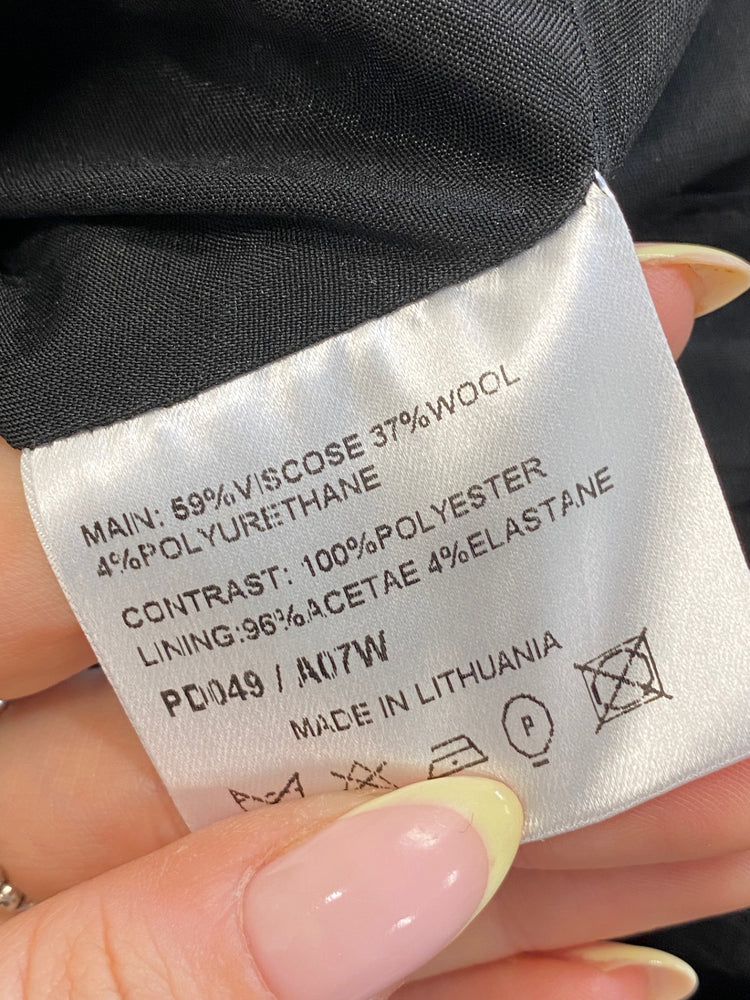 MAIN: 59%VISCOSE 37%WOOL
4%POLYURETHANE
CONTRAST: 100%POLYESTER
LINING:96%ACETAE 4%ELASTANE
PD049 / A07W
MADE IN LITHUANIA
P